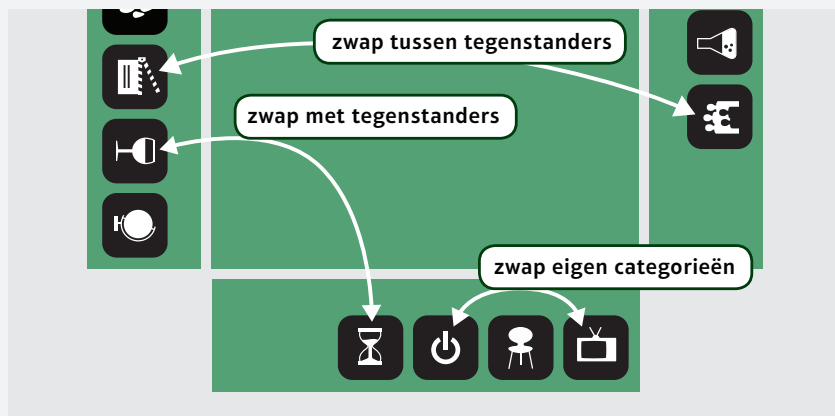 zwap tussen tegenstanders
zwap met tegenstanders
zwap eigen categorieën